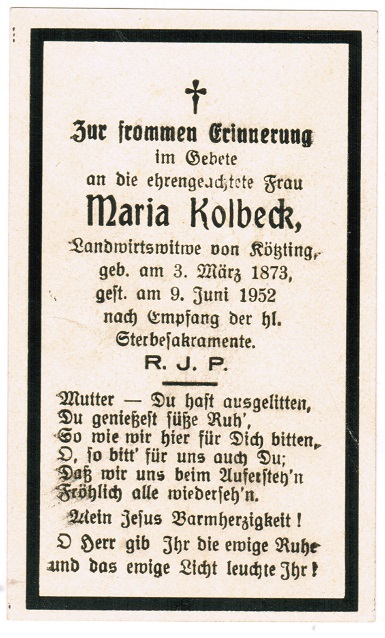 Zur frommen Erinnerung
im Gebete
an die ehrengeachtete Frau
Maria Kolbeck,
Landwirtswitwe von Kötzting,
geb. am 3. März 1873,
gest. am 9. Juni 1952
nach Empfang der hl.
Sterbesakramente.
R. J. P.
Mutter — Du hast ausgelitten,
Du genießest süße Ruh',
So wie wir hier für Dich bitten,
O, so bitt' für uns auch Du;
Daß wir uns beim Aufersteh'n
Fröhlich alle wiederseh'n.
Mein Jesus Barmherzigkeit!
O Herr gib Ihr die ewige Ruhe
und das ewige Licht leuchte Ihr!